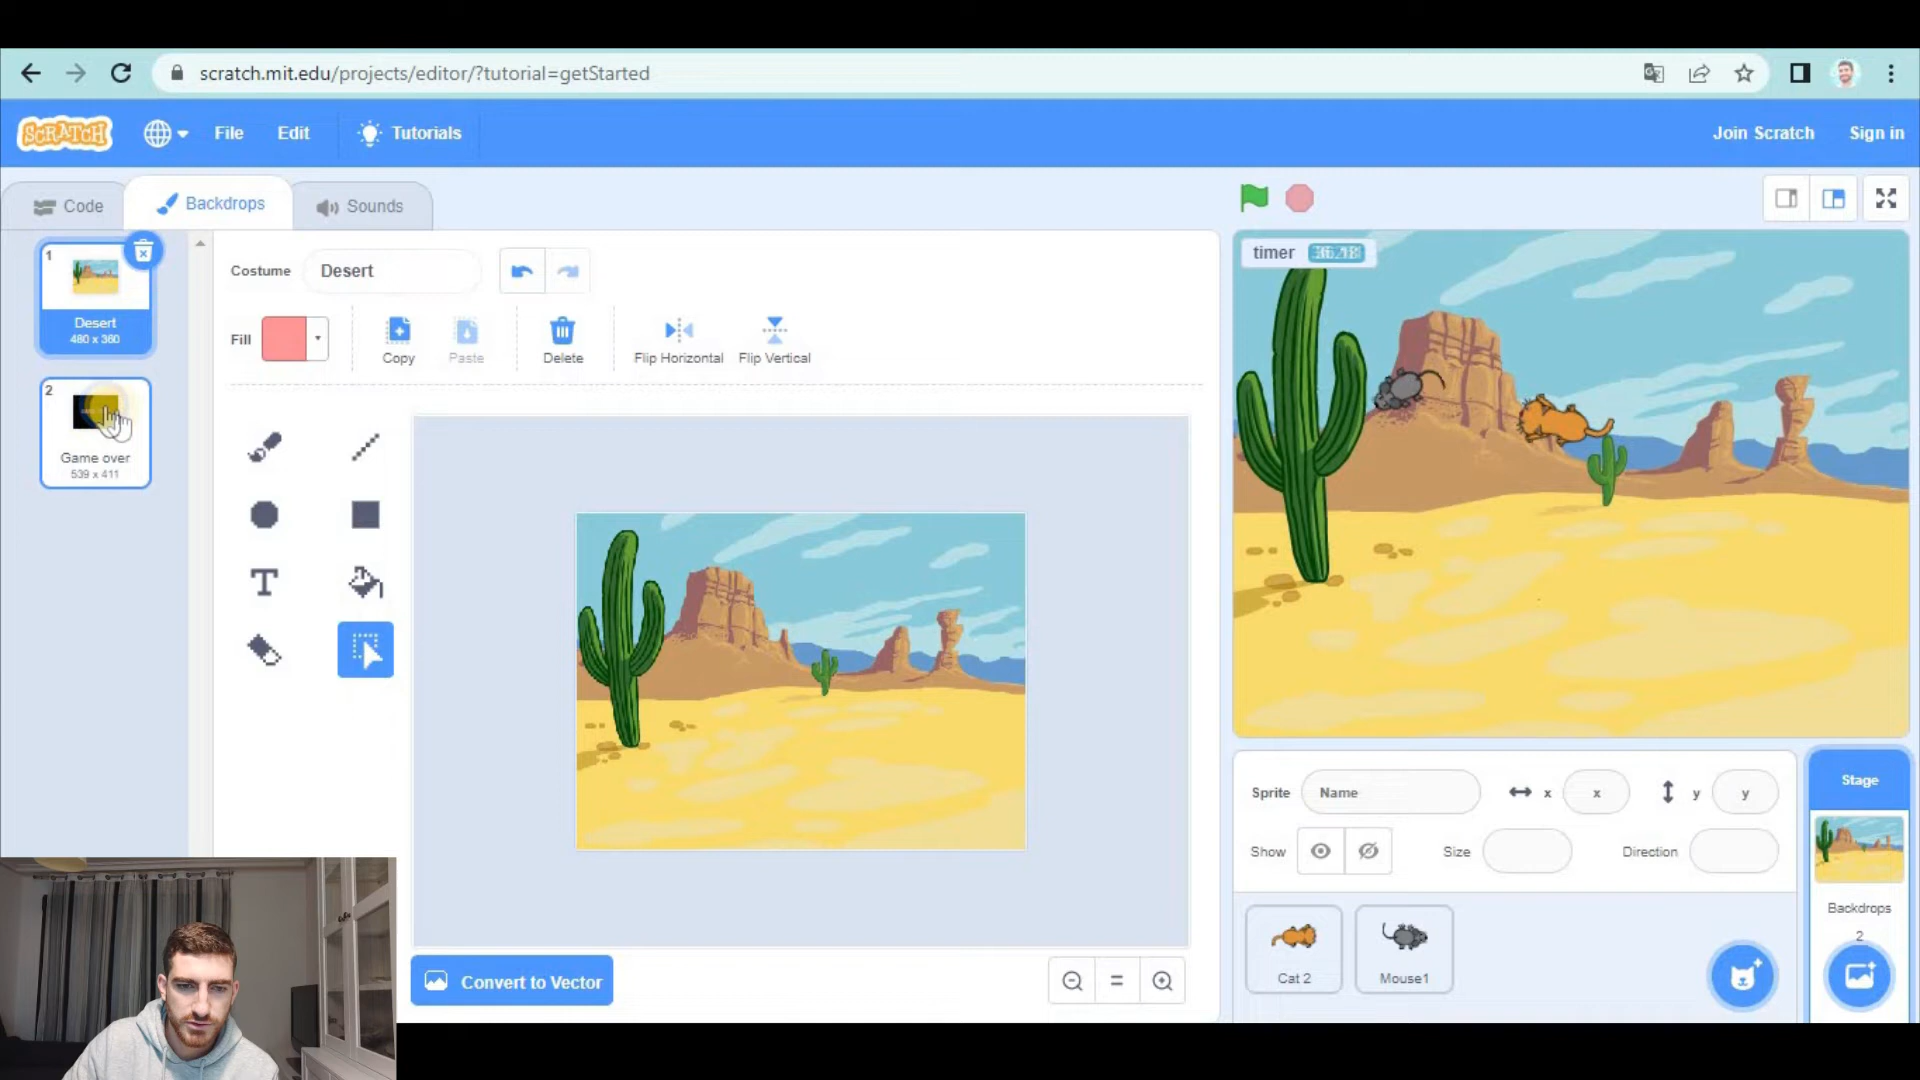 scratch.mit.edu/projects/editor/?tutorial=getStarted
SCRATCH
File
Edit
Tutorials
Join Scratch
Sign in
Code
Backdrops
Sounds
1
Desert
480 x 360
2
Game over
539 x 411
Costume
Desert
Fill
Copy
Paste
Delete
Flip Horizontal
Flip Vertical
T
Convert to Vector
timer
Sprite
Name
x
x
y
y
Show
Size
Direction
Cat 2
Mouse1
Stage
Backdrops
2